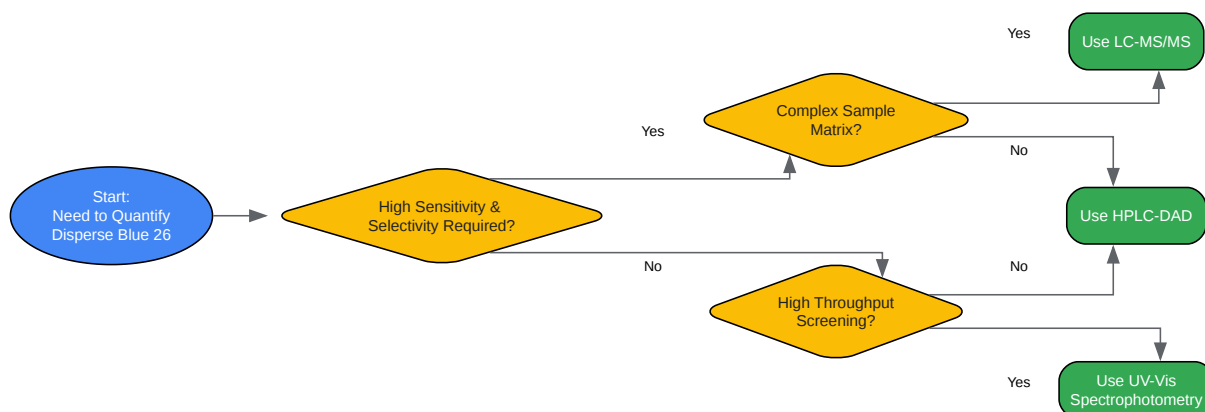 Start:
Need to Quantify
Disperse Blue 26
High Sensitivity &
Selectivity Required?
Yes
No
Complex Sample
Matrix?
Yes
No
High Throughput
Screening?
No
Yes
Use LC-MS/MS
Use HPLC-DAD
Use UV-Vis
Spectrophotometry